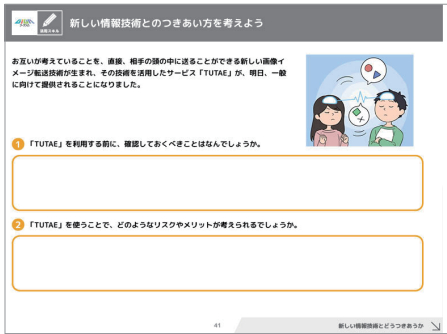 新しい情報技術とのつきあい方を考えよう
お互いが考えていることを、直接、相手の頭の中に送ることができる新しい画像イ
メージ転送技術が生まれ、その技術を活用したサービス「TUTAE」が、明日、一般
に向けて提供されることになりました。
1 「TUTAE」を利用する前に、確認しておくべきことはなんでしょうか。
2 「TUTAE」を使うことで、どのようなリスクやメリットが考えられるでしょうか。
41
新しい情報技術とどうつきあうか